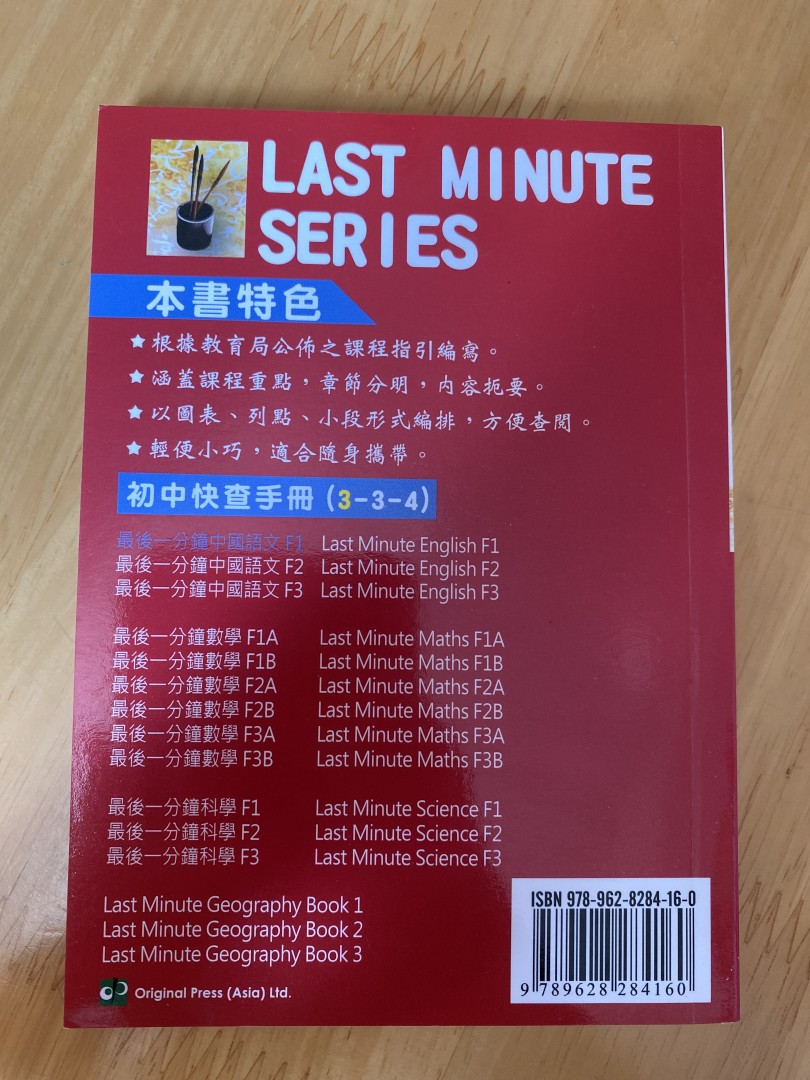 LAST MINUTE
SERIES
本書特色
★根據教育局公佈之課程指引編寫。
★涵蓋課程重點，章節分明，內容扼要。
★以圖表、列點、小段形式編排，方便查閱。
★輕便小巧，適合隨身攜帶。
初中快查手冊 (3-3-4)
最後一分鐘中國語文 F1 Last Minute English F1
最後一分鐘中國語文 F2 Last Minute English F2
最後一分鐘中國語文 F3 Last Minute English F3
最後一分鐘數學 F1A Last Minute Maths F1A
最後一分鐘數學 F1B Last Minute Maths F1B
最後一分鐘數學 F2A Last Minute Maths F2A
最後一分鐘數學 F2B Last Minute Maths F2B
最後一分鐘數學 F3A Last Minute Maths F3A
最後一分鐘數學 F3B Last Minute Maths F3B
最後一分鐘科學 F1 Last Minute Science F1
最後一分鐘科學 F2 Last Minute Science F2
最後一分鐘科學 F3 Last Minute Science F3
Last Minute Geography Book 1
Last Minute Geography Book 2
Last Minute Geography Book 3
Original Press (Asia) Ltd.
ISBN 978-962-8284-16-0
9 789628 284160